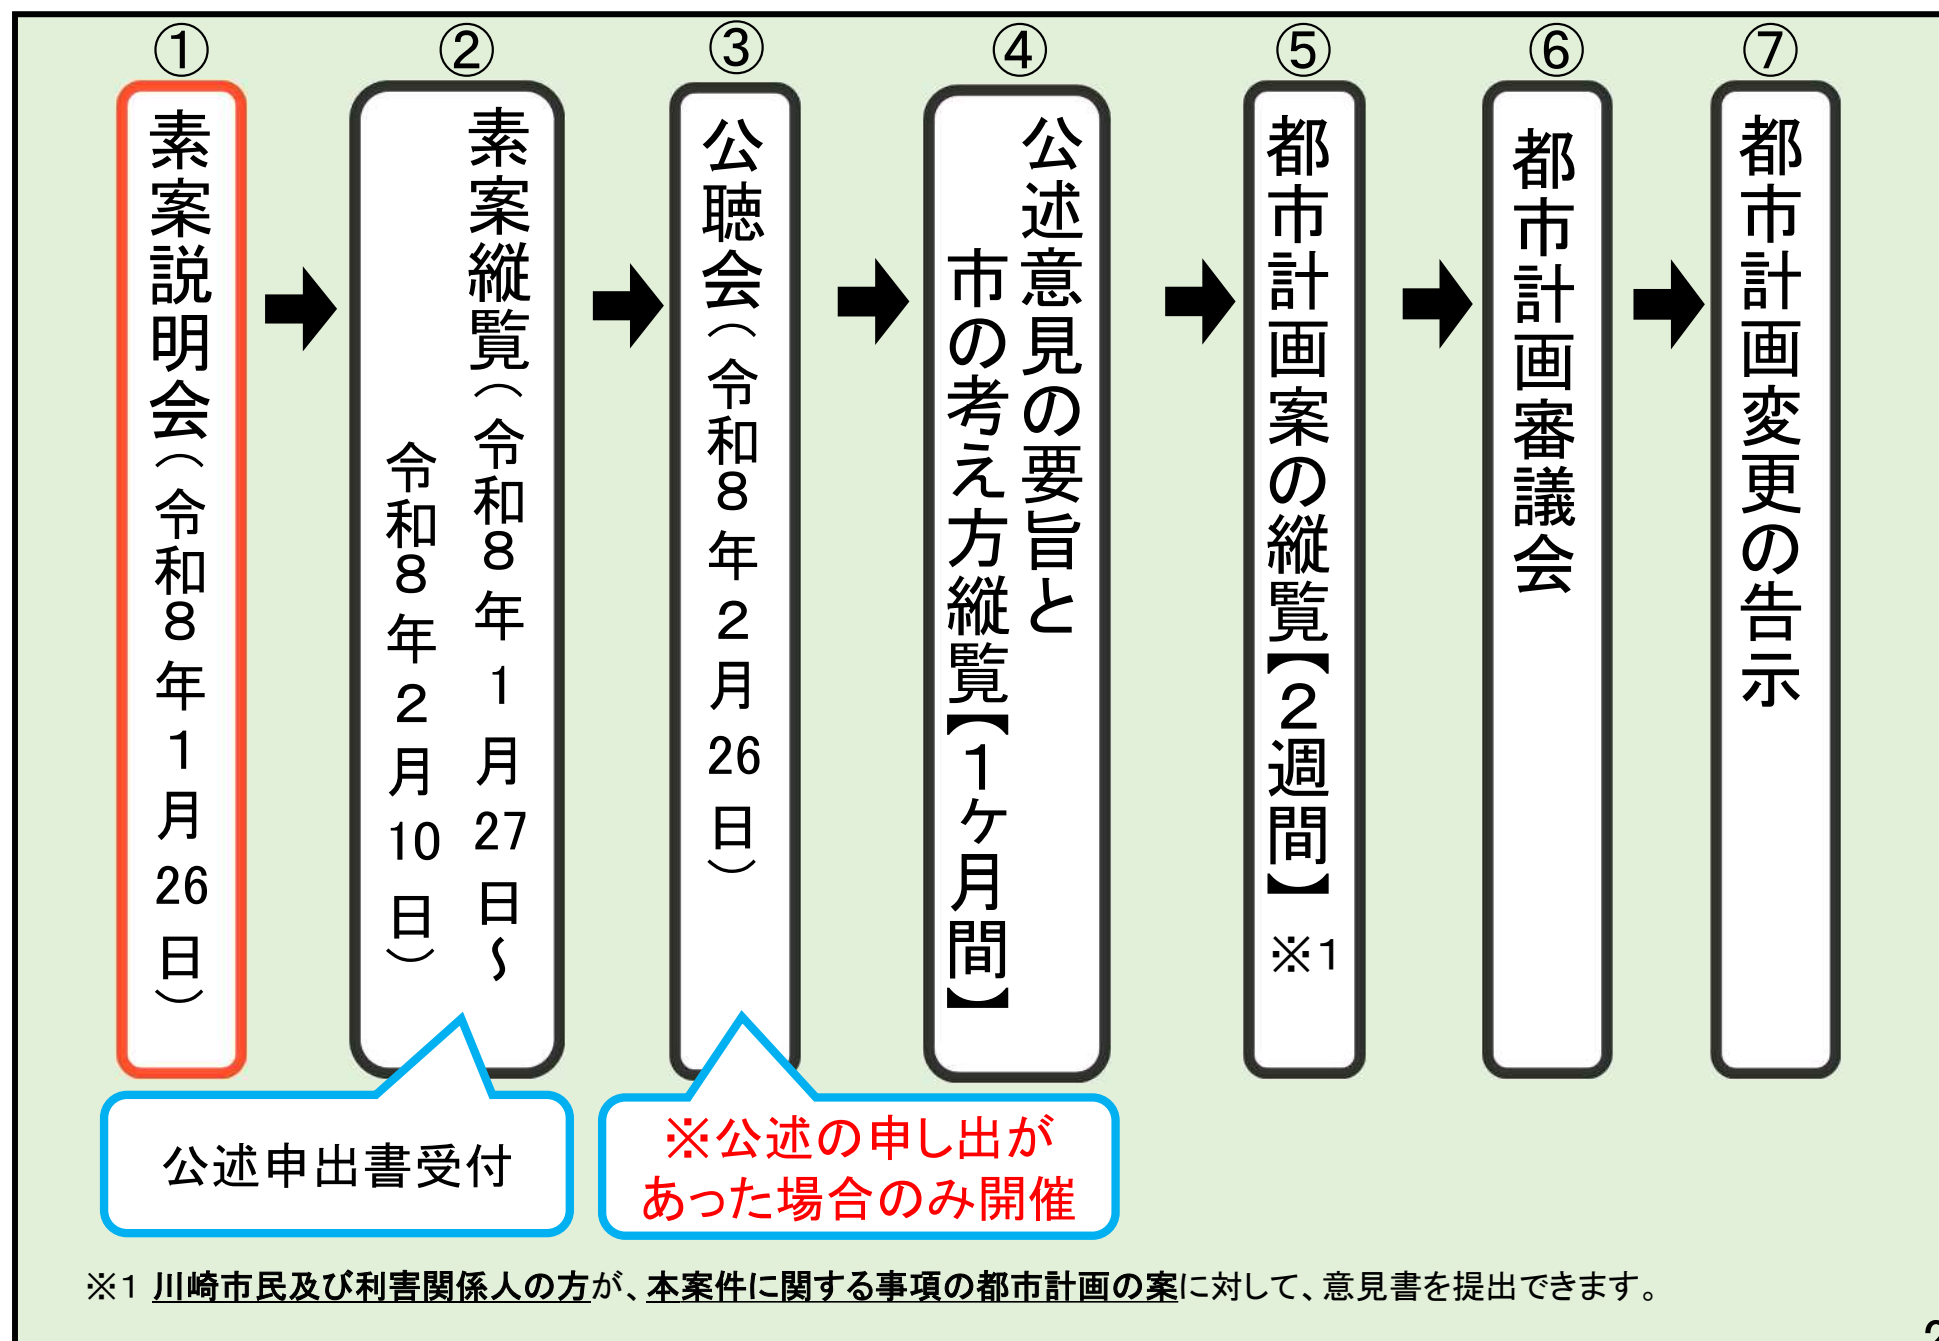 ①
素案説明会（令和８年１月26日）
②
素案縦覧（令和８年１月27日～
令和８年２月10日）
③
公聴会（令和８年２月26日）
④
公述意見の要旨と
市の考え方縦覧【１ケ月間】
⑤
都市計画案の縦覧【２週間】※1
⑥
都市計画審議会
⑦
都市計画変更の告示
公述申出書受付
※公述の申し出が
あった場合のみ開催
※1 川崎市民及び利害関係人の方が、本案件に関する事項の都市計画の案に対して、意見書を提出できます。